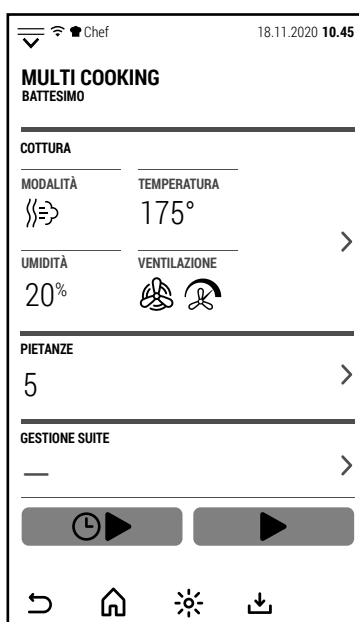 Chef 18.11.2020 10.45
MULTI COOKING
BATTESIMO
COTTURA
MODALITÀ TEMPERATURA
175°
UMIDITÀ VENTILAZIONE
20%
PIETANZE
5
GESTIONE SUITE
—